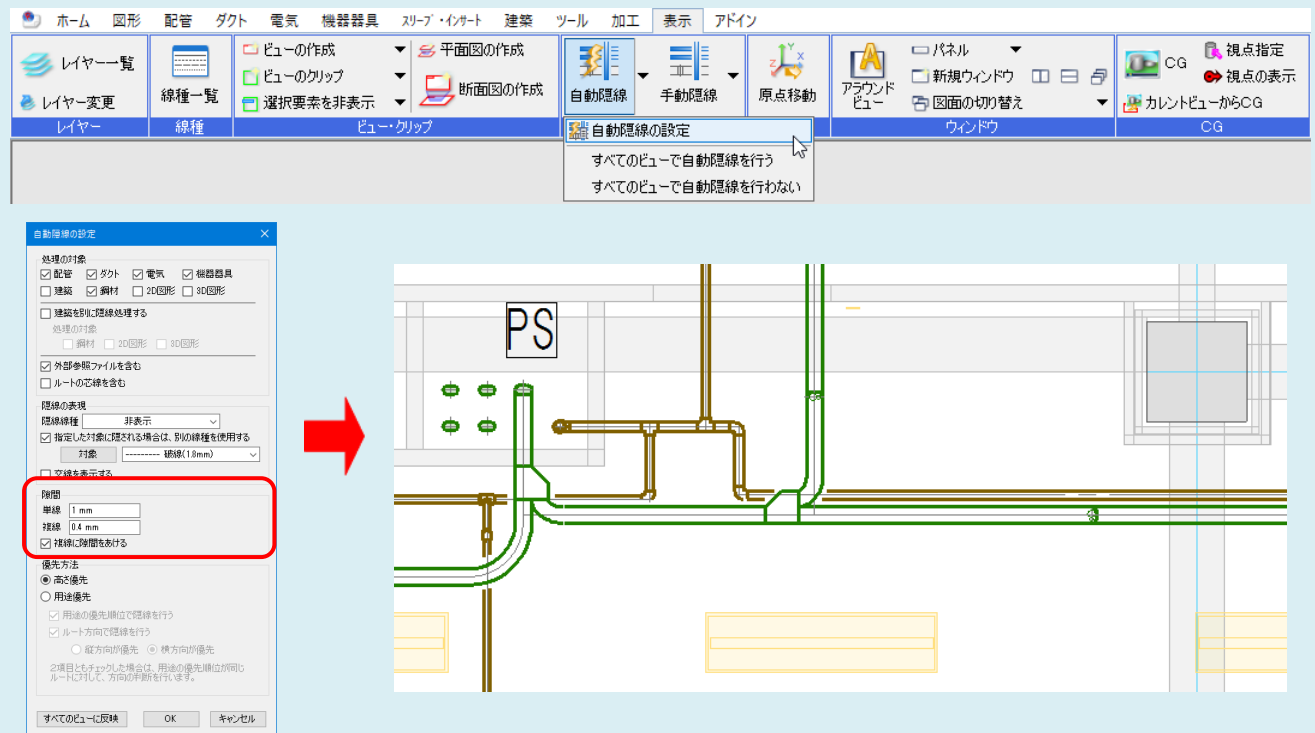 ホーム 図形 配管 ダクト 電気 機器器具 スリーブ・インサート 建築 ツール 加工 表示 アドイン
レイヤー一覧
レイヤー変更
レイヤー
線種一覧
線種
ビューの作成
ビューのクリップ
選択要素を非表示
平面図の作成
断面図の作成
ビュー・クリップ
自動隠線
手動隠線
原点移動
自動隠線の設定
すべてのビューで自動隠線を行う
すべてのビューで自動隠線を行わない
アラウンド
ビュー
パネル
新規ウィンドウ
図面の切り替え
ウィンドウ
CG
視点指定
視点の表示
カレントビューからCG
CG
自動隠線の設定
処理の対象
配管 ダクト 電気 機器器具
建築 鋼材 2D図形 3D図形
建築を別に隠線処理する
処理の対象
鋼材 2D図形 3D図形
外部参照ファイルを含む
ルートの芯線を含む
隠線の表現
隠線線種 非表示
指定した対象に隠される場合は、別の線種を使用する
対象 --------- 破線(1.8mm)
交線を表示する
隙間
単線 1 mm
複線 0.4 mm
複線に隙間をあける
優先方法
高さ優先
用途優先
用途の優先順位で隠線を行う
ルート方向で隠線を行う
縦方向が優先 横方向が優先
2項目ともチェックした場合は、用途の優先順位が同じ
ルートに対して、方向の判断を行います。
すべてのビューに反映 OK キャンセル
PS